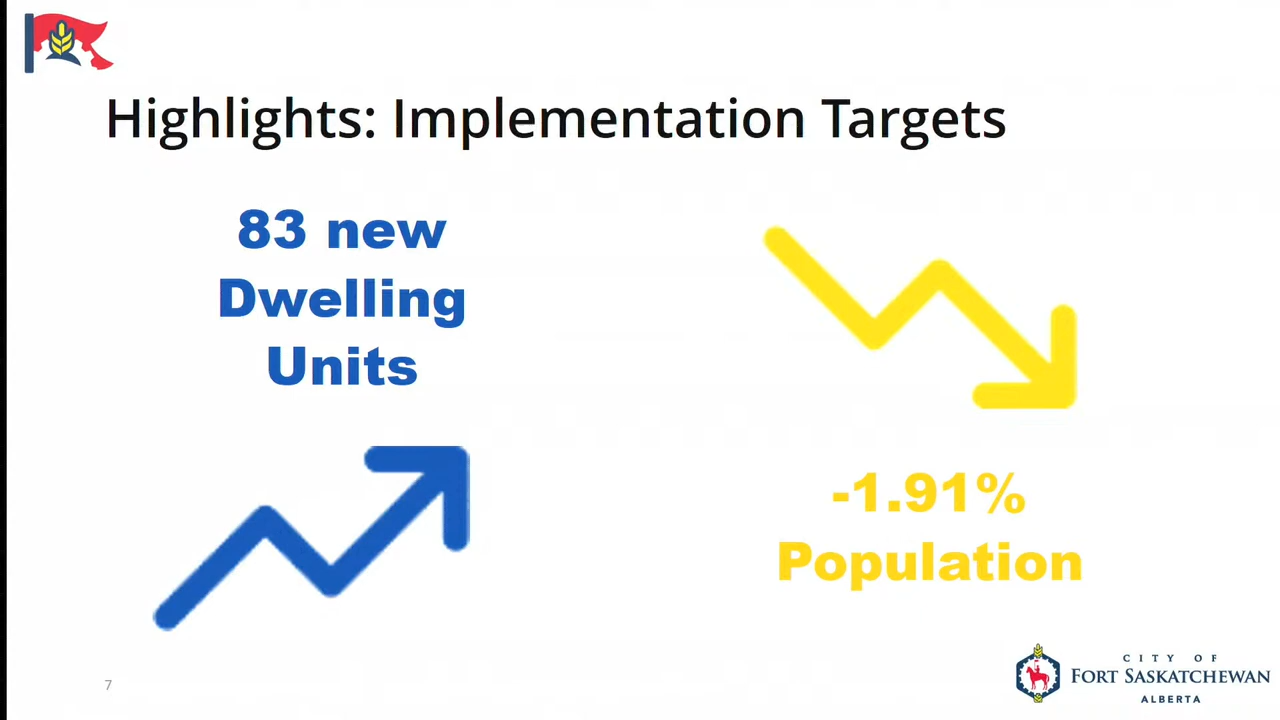 Highlights: Implementation Targets
83 new
Dwelling
Units
-1.91%
Population
7
CITY OF
FORT SASKATCHEWAN
ALBERTA